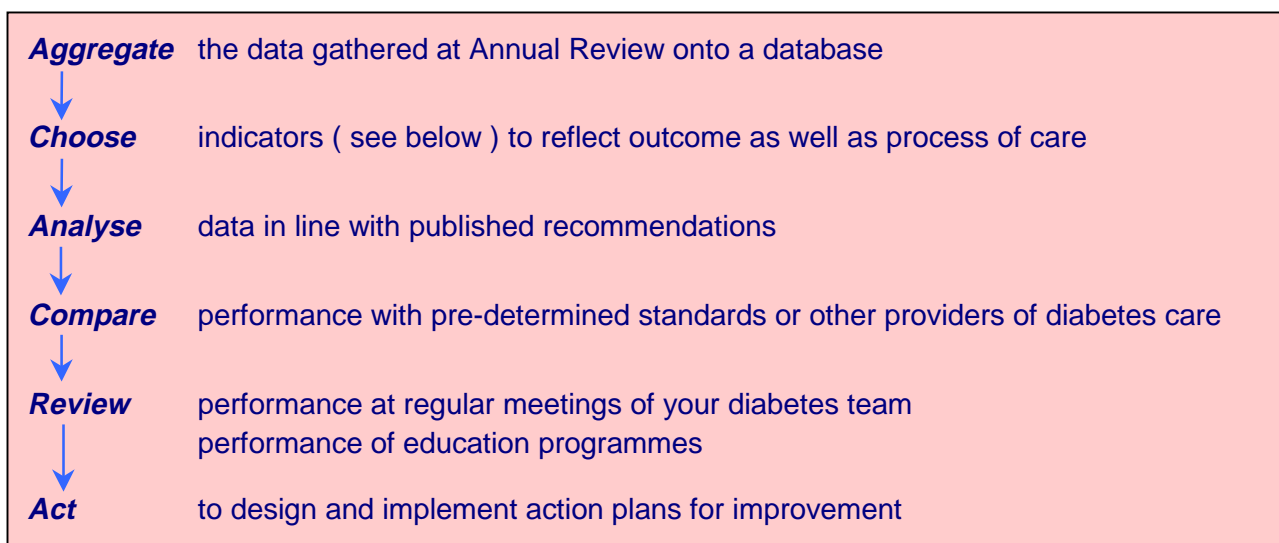 Aggregate the data gathered at Annual Review onto a database
Choose indicators ( see below ) to reflect outcome as well as process of care
Analyse data in line with published recommendations
Compare performance with pre-determined standards or other providers of diabetes care
Review performance at regular meetings of your diabetes team
performance of education programmes
Act to design and implement action plans for improvement